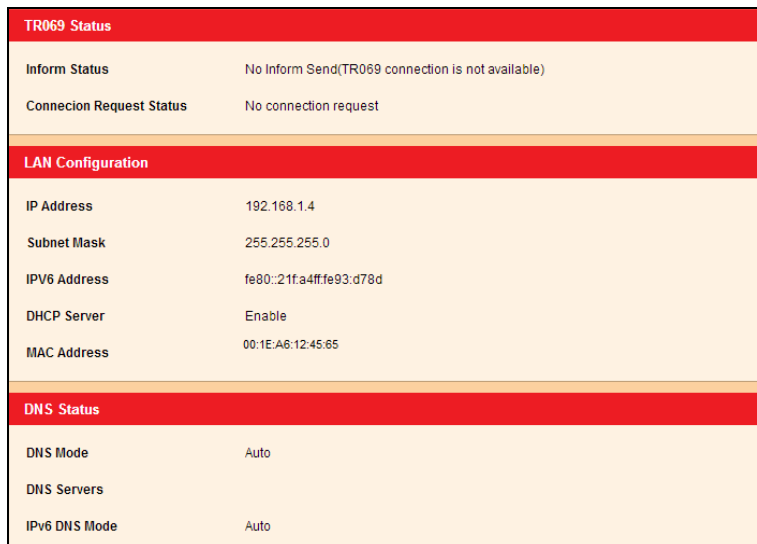 TR069 Status
Inform Status No Inform Send(TR069 connection is not available)
Connecion Request Status No connection request
LAN Configuration
IP Address 192.168.1.4
Subnet Mask 255.255.255.0
IPV6 Address fe80::21f:a4ff:fe93:d78d
DHCP Server Enable
MAC Address 00:1E:A6:12:45:65
DNS Status
DNS Mode Auto
DNS Servers
IPv6 DNS Mode Auto